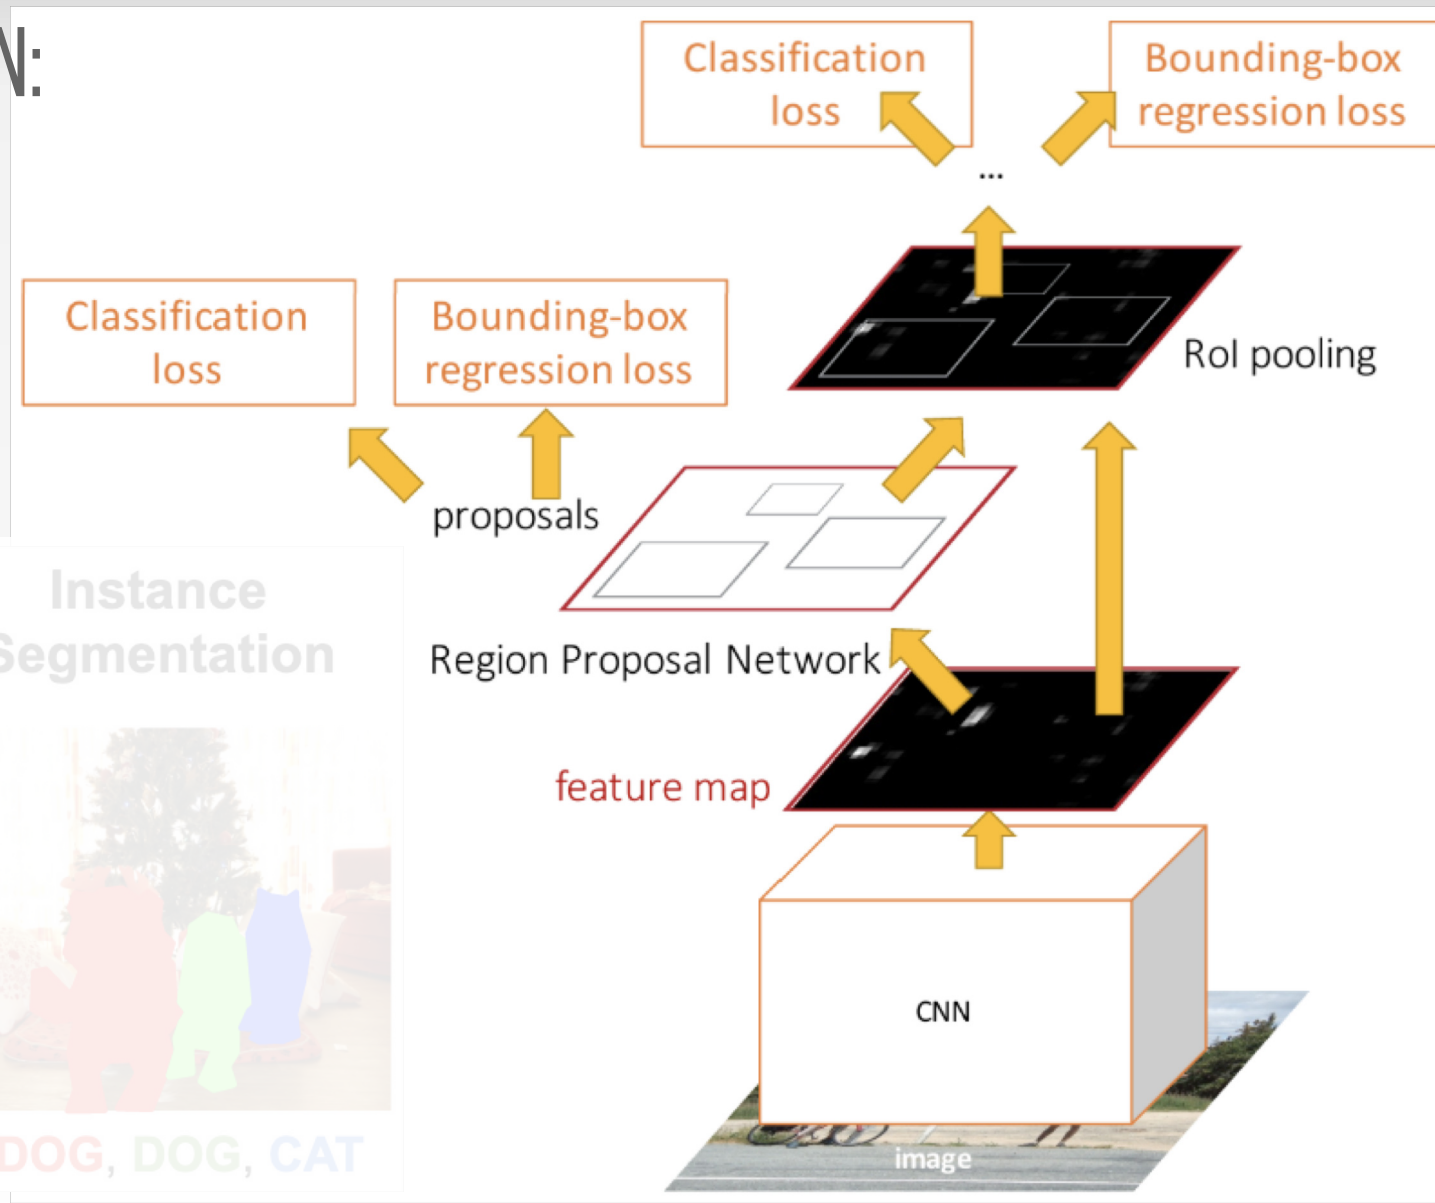 N:
Classification
loss
Bounding-box
regression loss
...
Classification
loss
Bounding-box
regression loss
RoI pooling
proposals
Instance
Segmentation
Region Proposal Network
feature map
CNN
DOG, DOG, CAT
image